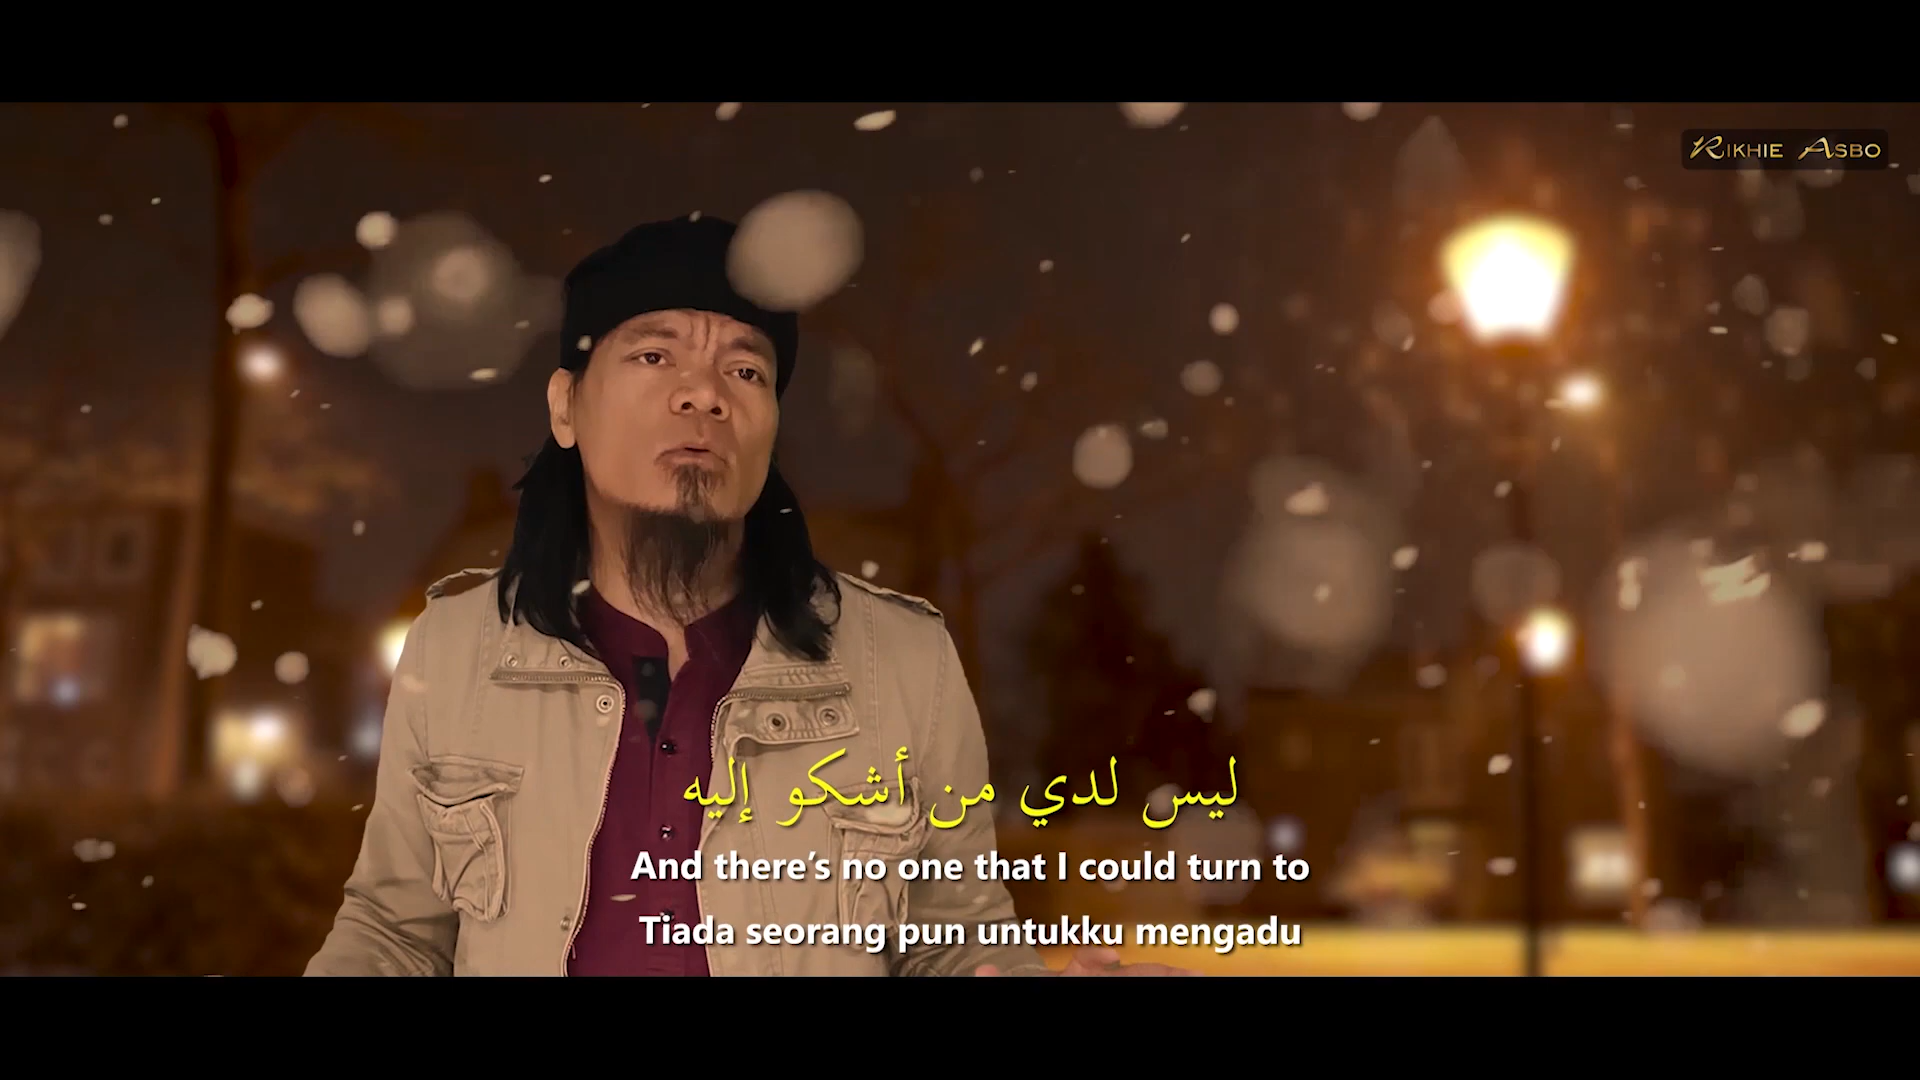 RIKHIE ASBO
ليس لدي من أشكو إليه
And there's no one that I could turn to
Tiada seorang pun untukku mengadu